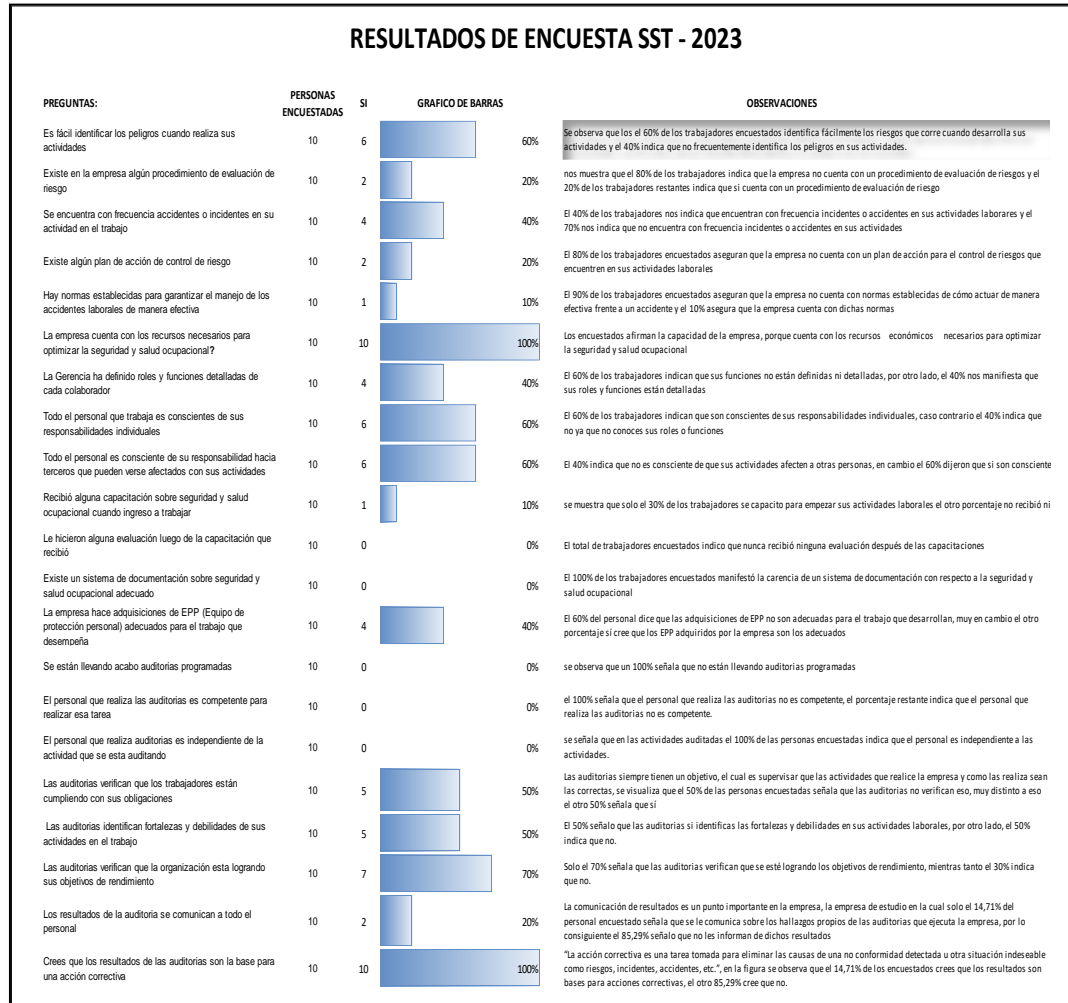 RESULTADOS DE ENCUESTA SST - 2023
PREGUNTAS:
PERSONAS
ENCUESTADAS
SI
GRAFICO DE BARRAS
OBSERVACIONES
Es fácil identificar los peligros cuando realiza sus
actividades
10
6
60%
Se observa que los el 60% de los trabajadores encuestados identifica fácilmente los riesgos que corre cuando desarrolla sus
actividades y el 40% indica que no frecuentemente identifica los peligros en sus actividades.
Existe en la empresa algún procedimiento de evaluación de
riesgo
10
2
20%
nos muestra que el 80% de los trabajadores indica que la empresa no cuenta con un procedimiento de evaluación de riesgos y el
20% de los trabajadores restantes indica que si cuenta con un procedimiento de evaluación de riesgo
Se encuentra con frecuencia accidentes o incidentes en su
actividad en el trabajo
10
4
40%
El 40% de los trabajadores nos indica que encuentran con frecuencia incidentes o accidentes en sus actividades laborares y el
70% nos indica que no encuentra con frecuencia incidentes o accidentes en sus actividades
Existe algún plan de acción de control de riesgo
10
2
20%
El 80% de los trabajadores encuestados aseguran que la empresa no cuenta con un plan de acción para el control de riesgos que
encuentren en sus actividades laborales
Hay normas establecidas para garantizar el manejo de los
accidentes laborales de manera efectiva
10
1
10%
El 90% de los trabajadores encuestados aseguran que la empresa no cuenta con normas establecidas de cómo actuar de manera
efectiva frente a un accidente y el 10% asegura que la empresa cuenta con dichas normas
La empresa cuenta con los recursos necesarios para
optimizar la seguridad y salud ocupacional?
10
10
100%
Los encuestados afirman la capacidad de la empresa, porque cuenta con los recursos económicos necesarios para optimizar
la seguridad y salud ocupacional
La Gerencia ha definido roles y funciones detalladas de
cada colaborador
10
4
40%
El 60% de los trabajadores indican que sus funciones no están definidas ni detalladas, por otro lado, el 40% nos manifiesta que
sus roles y funciones están detalladas
Todo el personal que trabaja es conscientes de sus
responsabilidades individuales
10
6
60%
El 60% de los trabajadores indican que son conscientes de sus responsabilidades individuales, caso contrario el 40% indica que
no ya que no conoces sus roles o funciones
Todo el personal es consciente de su responsabilidad hacia
terceros que pueden verse afectados con sus actividades
10
6
60%
El 40% indica que no es consciente de que sus actividades afecten a otras personas, en cambio el 60% dijeron que si son consciente
Recibió alguna capacitación sobre seguridad y salud
ocupacional cuando ingreso a trabajar
10
1
10%
se muestra que solo el 30% de los trabajadores se capacito para empezar sus actividades laborales el otro porcentaje no recibió ni
Le hicieron alguna evaluación luego de la capacitación que
recibió
10
0
0%
El total de trabajadores encuestados indico que nunca recibió ninguna evaluación después de las capacitaciones
Existe un sistema de documentación sobre seguridad y
salud ocupacional adecuado
10
0
0%
El 100% de los trabajadores encuestados manifestó la carencia de un sistema de documentación con respecto a la seguridad y
salud ocupacional
La empresa hace adquisiciones de EPP (Equipo de
protección personal) adecuados para el trabajo que
desempeña
10
4
40%
El 60% del personal dice que las adquisiciones de EPP no son adecuadas para el trabajo que desarrollan, muy en cambio el otro
porcentaje sí cree que los EPP adquiridos por la empresa son los adecuados
Se están llevando acabo auditorias programadas
10
0
0%
se observa que un 100% señala que no están llevando auditorias programadas
El personal que realiza las auditorias es competente para
realizar esa tarea
10
0
0%
el 100% señala que el personal que realiza las auditorias no es competente, el porcentaje restante indica que el personal que
realiza las auditorias no es competente.
El personal que realiza auditorias es independiente de la
actividad que se esta auditando
10
0
0%
se señala que en las actividades auditadas el 100% de las personas encuestadas indica que el personal es independiente a las
actividades.
Las auditorias verifican que los trabajadores están
cumpliendo con sus obligaciones
10
5
50%
Las auditorias siempre tienen un objetivo, el cual es supervisar que las actividades que realice la empresa y como las realiza sean
las correctas, se visualiza que el 50% de las personas encuestadas señala que las auditorias no verifican eso, muy distinto a eso
el otro 50% señala que sí
Las auditorias identifican fortalezas y debilidades de sus
actividades en el trabajo
10
5
50%
El 50% señalo que las auditorias si identificas las fortalezas y debilidades en sus actividades laborales, por otro lado, el 50%
indica que no.
Las auditorias verifican que la organización esta logrando
sus objetivos de rendimiento
10
7
70%
Solo el 70% señala que las auditorias verifican que se esté logrando los objetivos de rendimiento, mientras tanto el 30% indica
que no.
Los resultados de la auditoria se comunican a todo el
personal
10
2
20%
La comunicación de resultados es un punto importante en la empresa, la empresa de estudio en la cual solo el 14,71% del
personal encuestado señala que se le comunica sobre los hallazgos propios de las auditorias que ejecuta la empresa, por lo
consiguiente el 85,29% señalo que no les informan de dichos resultados
Crees que los resultados de las auditorias son la base para
una acción correctiva
10
10
100%
"La acción correctiva es una tarea tomada para eliminar las causas de una no conformidad detectada u otra situación indeseable
como riesgos, incidentes, accidentes, etc.", en la figura se observa que el 14,71% de los encuestados crees que los resultados son
bases para acciones correctivas, el otro 85,29% cree que no.